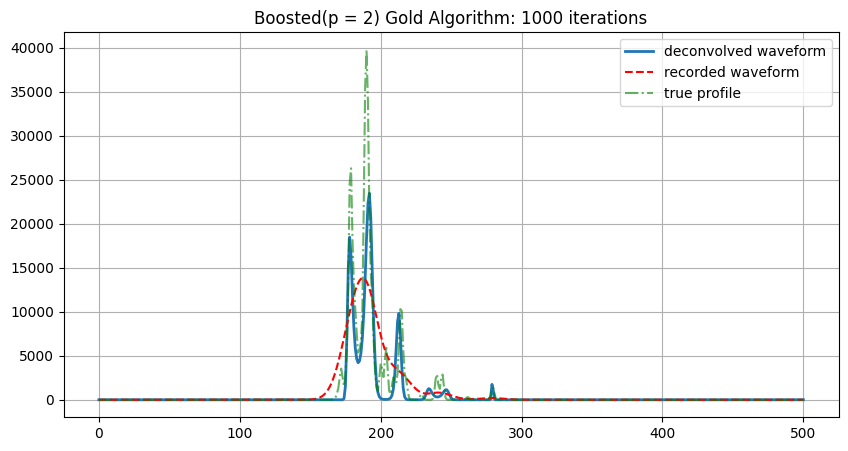 Boosted(p = 2) Gold Algorithm: 1000 iterations
deconvolved waveform
recorded waveform
true profile
40000
35000
30000
25000
20000
15000
10000
5000
0
0 100 200 300 400 500